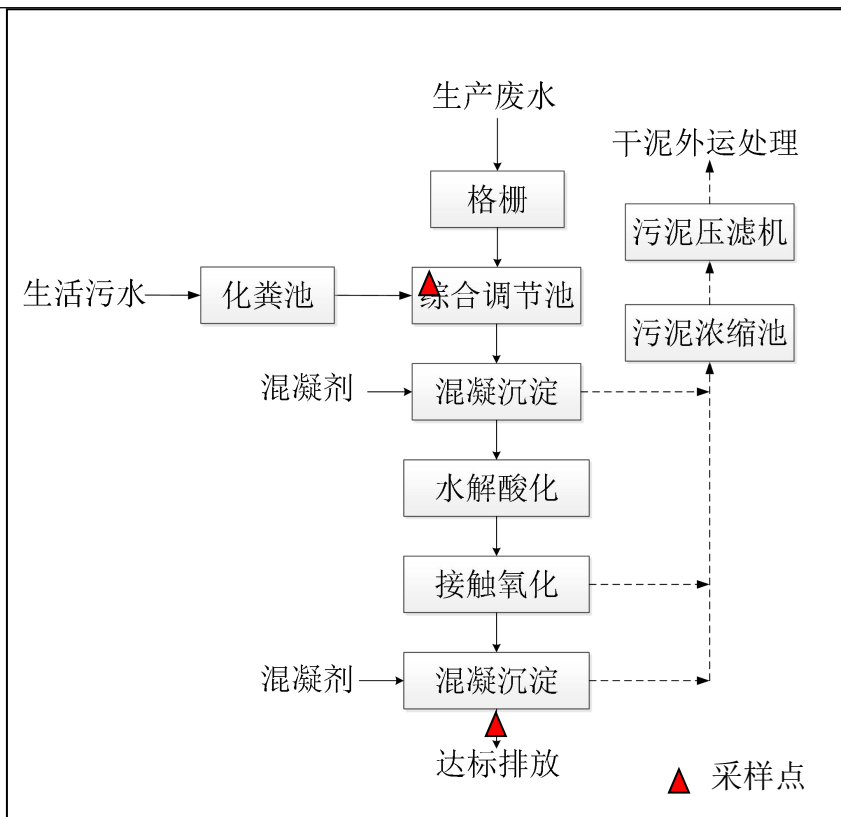 生产废水
干泥外运处理
格栅
污泥压滤机
生活污水
化粪池
综合调节池
污泥浓缩池
混凝剂
混凝沉淀
水解酸化
接触氧化
混凝剂
混凝沉淀
达标排放
采样点